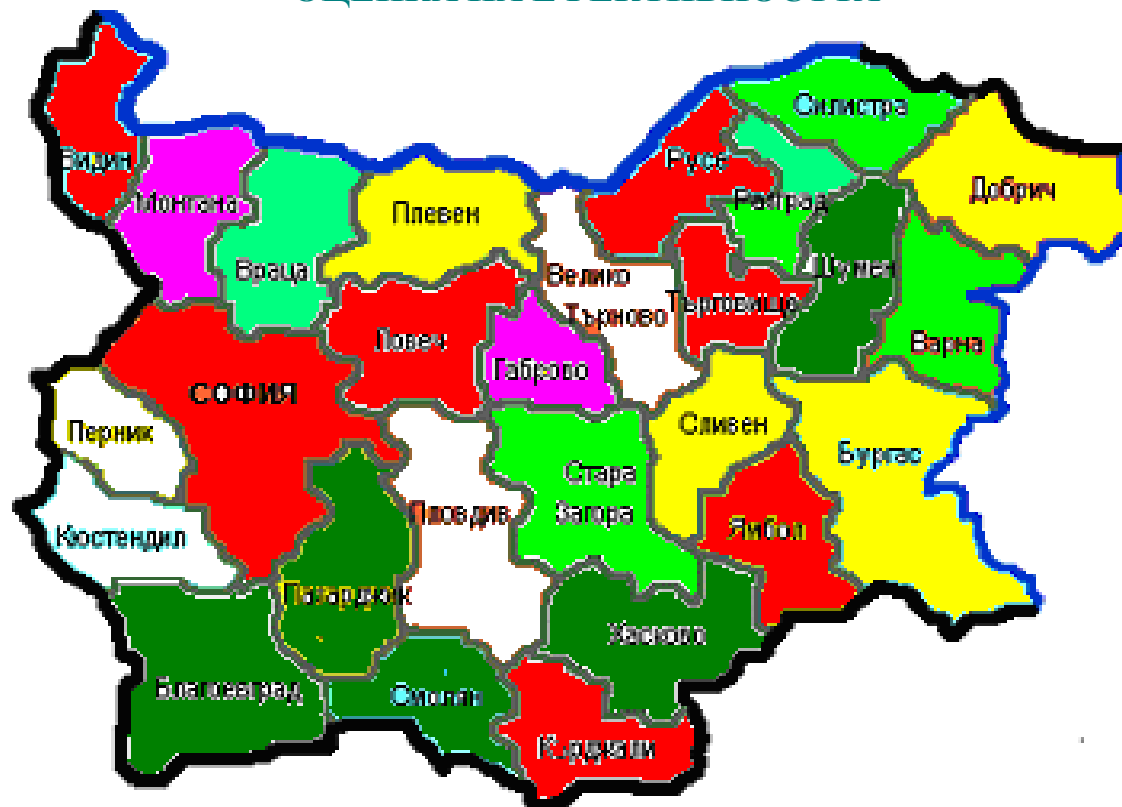 Силистра
Русе
Видин
Добрич
Монтана
Разград
Плевен
Шумен
Враца
Велико
Търново
Търговище
Ловеч
Варна
Габрово
СОФИЯ
Сливен
Перник
Бургас
Стара
Загора
Пловдив
Ямбол
Кюстендил
Пазарджик
Хасково
Благоевград
Смолян
Кърджали